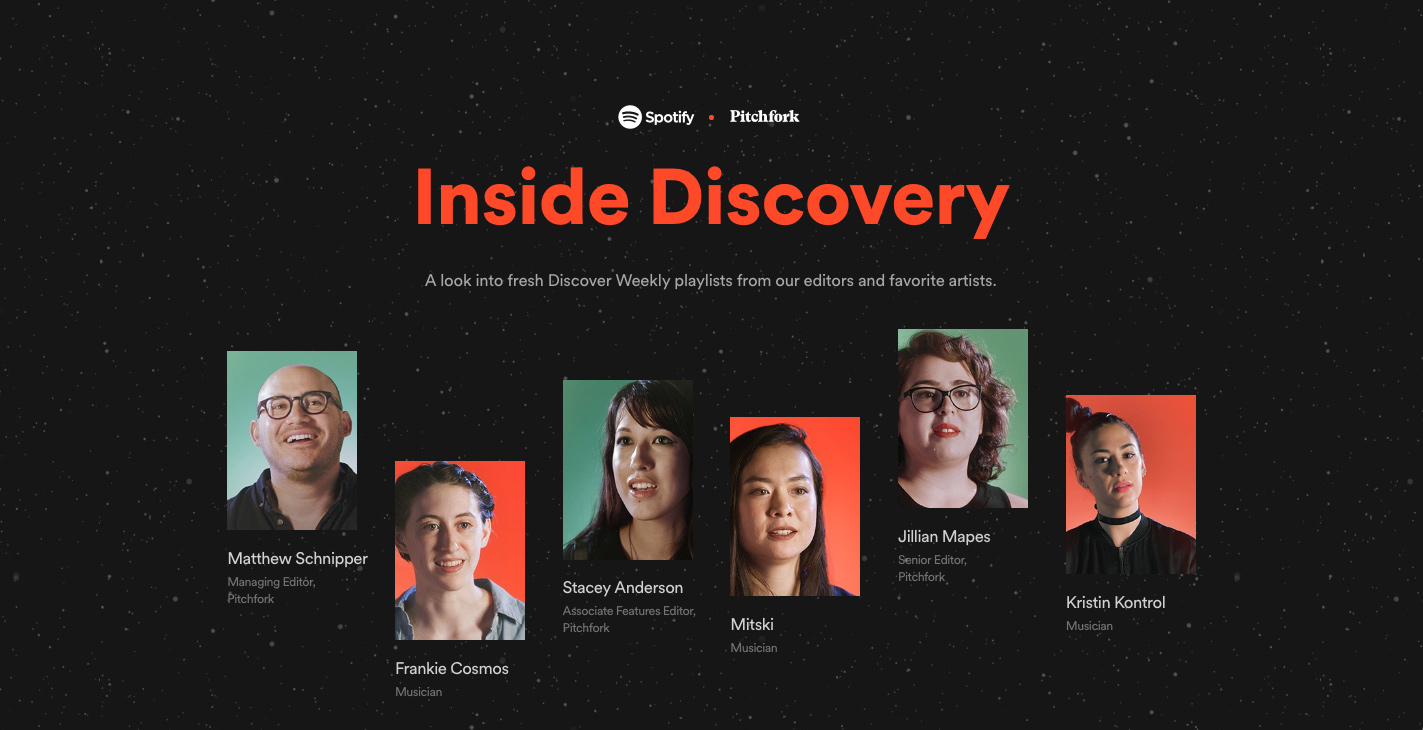 Spotify • Pitchfork
Inside Discovery
A look into fresh Discover Weekly playlists from our editors and favorite artists.
Matthew Schnipper
Managing Editor,
Pitchfork
Frankie Cosmos
Musician
Stacey Anderson
Associate Features Editor,
Pitchfork
Mitski
Musician
Jillian Mapes
Senior Editor,
Pitchfork
Kristin Kontrol
Musician